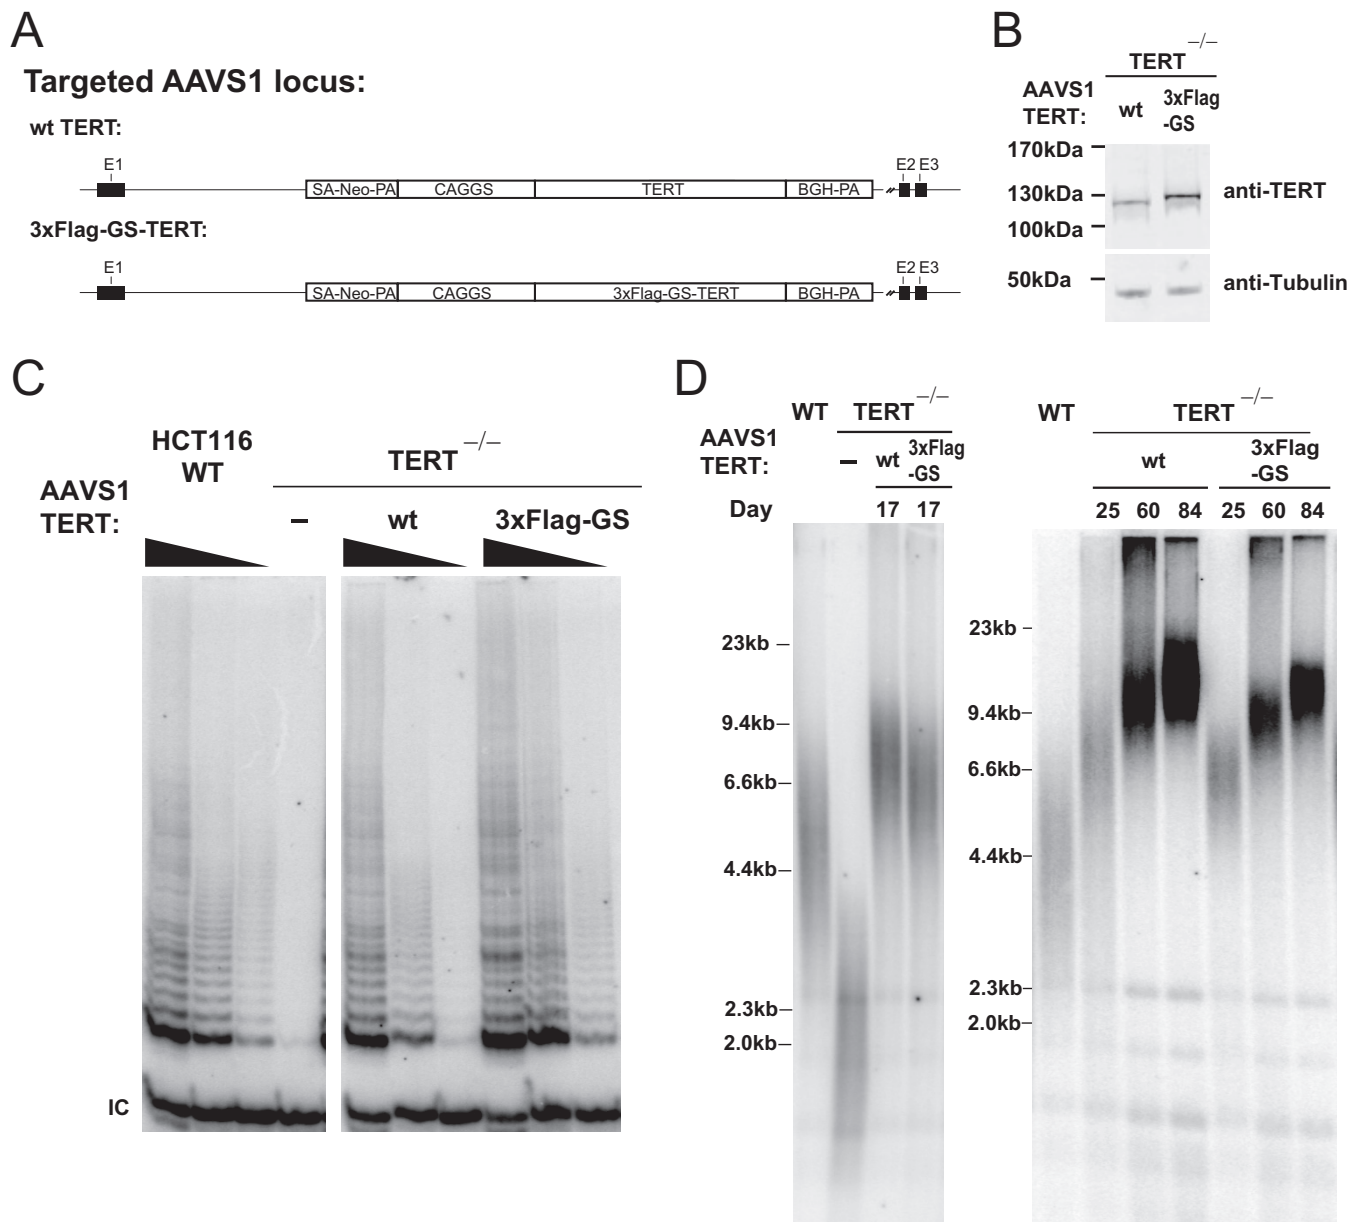 A
Targeted AAVS1 locus:
wt TERT:
E1
E2 E3
SA-Neo-PA CAGGS TERT BGH-PA
3xFlag-GS-TERT:
E1
E2 E3
SA-Neo-PA CAGGS 3xFlag-GS-TERT BGH-PA
B
TERT −/−
AAVS1
TERT:
wt
3xFlag
-GS
170kDa
130kDa
100kDa
anti-TERT
50kDa
anti-Tubulin
C
HCT116
WT
TERT −/−
AAVS1
TERT:
– wt 3xFlag-GS
IC
D
WT TERT −/−
AAVS1
TERT:
– wt 3xFlag
-GS
Day 17 17
23kb
9.4kb
6.6kb
4.4kb
2.3kb
2.0kb
WT TERT −/−
wt
3xFlag
-GS
25 60 84 25 60 84
23kb
9.4kb
6.6kb
4.4kb
2.3kb
2.0kb